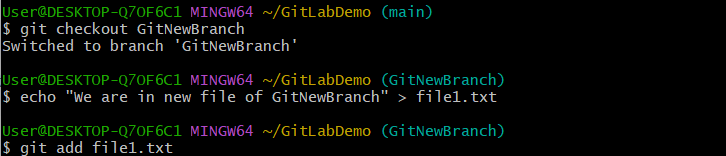 User@DESKTOP-Q7OF6C1 MINGW64 ~/GitLabDemo (main)
$ git checkout GitNewBranch
Switched to branch 'GitNewBranch'
User@DESKTOP-Q7OF6C1 MINGW64 ~/GitLabDemo (GitNewBranch)
$ echo "We are in new file of GitNewBranch" > file1.txt
User@DESKTOP-Q7OF6C1 MINGW64 ~/GitLabDemo (GitNewBranch)
$ git add file1.txt